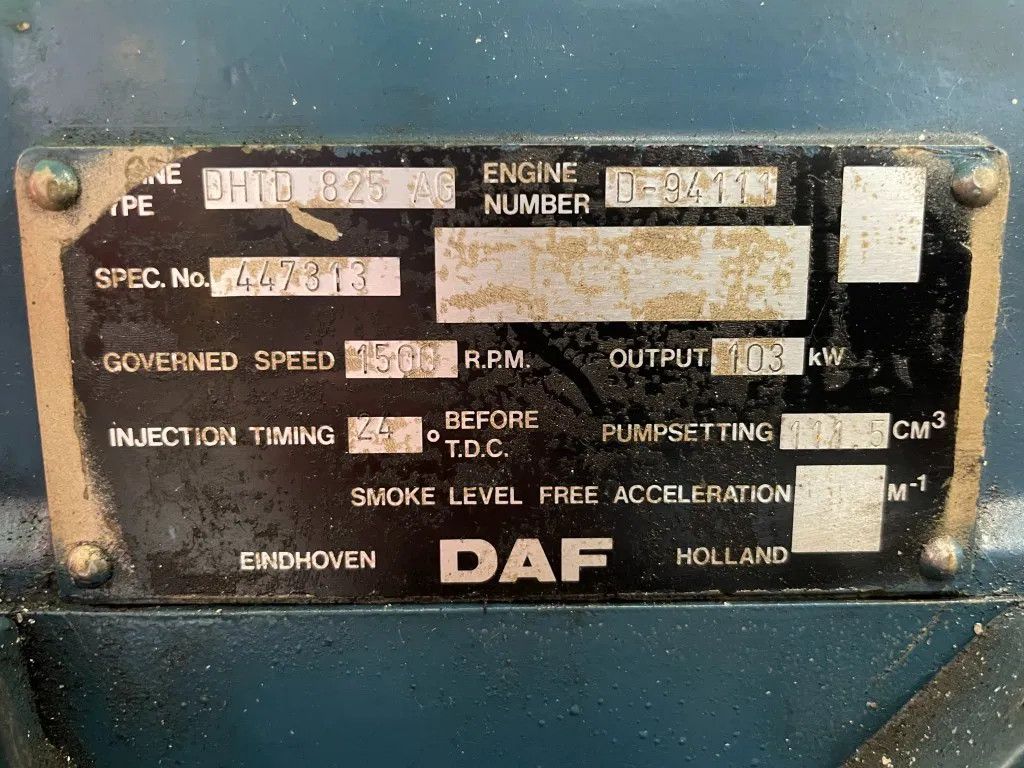 ENGINE TYPE DHTD 825 AG ENGINE NUMBER D-94111
SPEC. No. 447313
GOVERNED SPEED 1500 R.P.M. OUTPUT 103 kW
INJECTION TIMING 24 ° BEFORE T.D.C. PUMPSETTING 111.5 CM³
SMOKE LEVEL FREE ACCELERATION M⁻¹
EINDHOVEN DAF HOLLAND